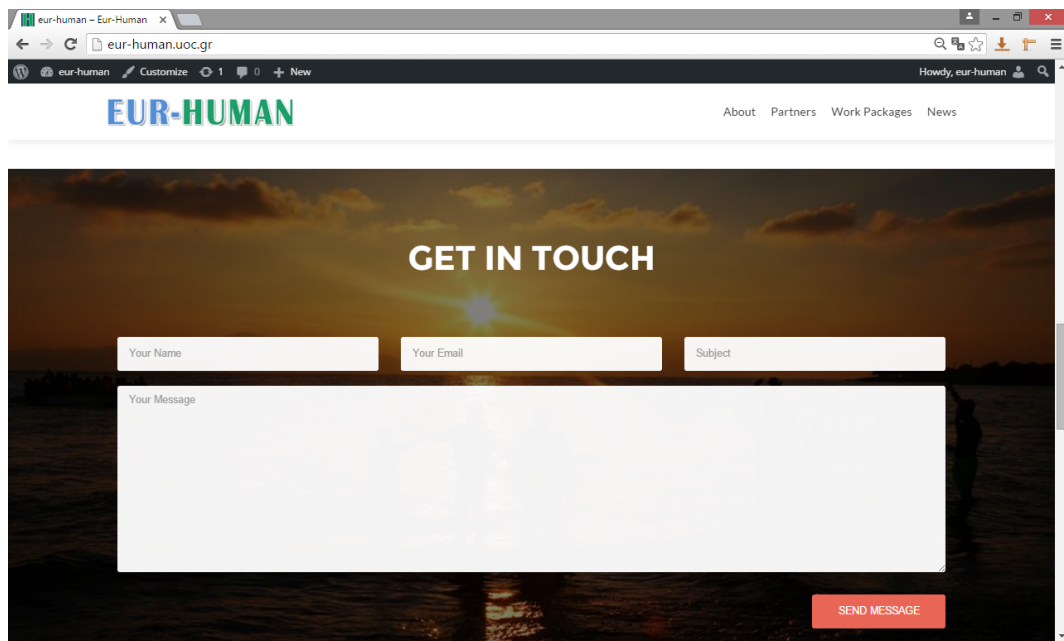 eur-human – Eur-Human
eur-human.uoc.gr
eur-human Customize 1 0 + New Howdy, eur-human
EUR-HUMAN
About Partners Work Packages News
GET IN TOUCH
Your Name Your Email Subject
Your Message
SEND MESSAGE